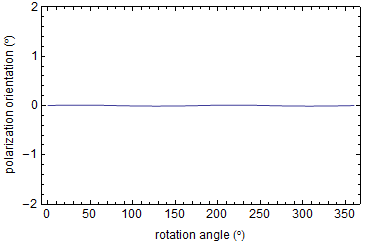 polarization orientation (°)
2
1
0
−1
−2
0 50 100 150 200 250 300 350
rotation angle (°)